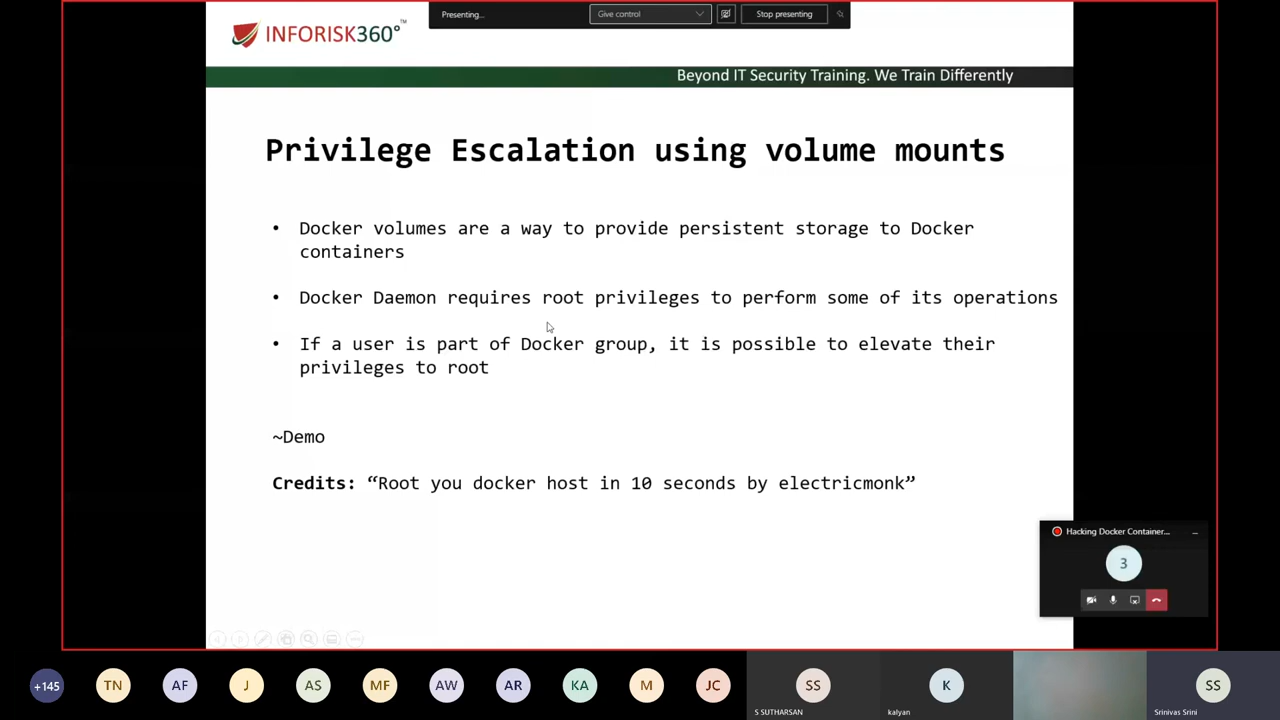 Presenting...
Give control
Stop presenting
INFORISK360°™
Beyond IT Security Training. We Train Differently
Privilege Escalation using volume mounts
• Docker volumes are a way to provide persistent storage to Docker
containers
• Docker Daemon requires root privileges to perform some of its operations
• If a user is part of Docker group, it is possible to elevate their
privileges to root
~Demo
Credits: “Root you docker host in 10 seconds by electricmonk”
Hacking Docker Container...
3
+145
TN
AF
J
AS
MF
AW
AR
KA
M
JC
SS
K
SS
S SUTHARSAN
kalyan
Srinivas Srini